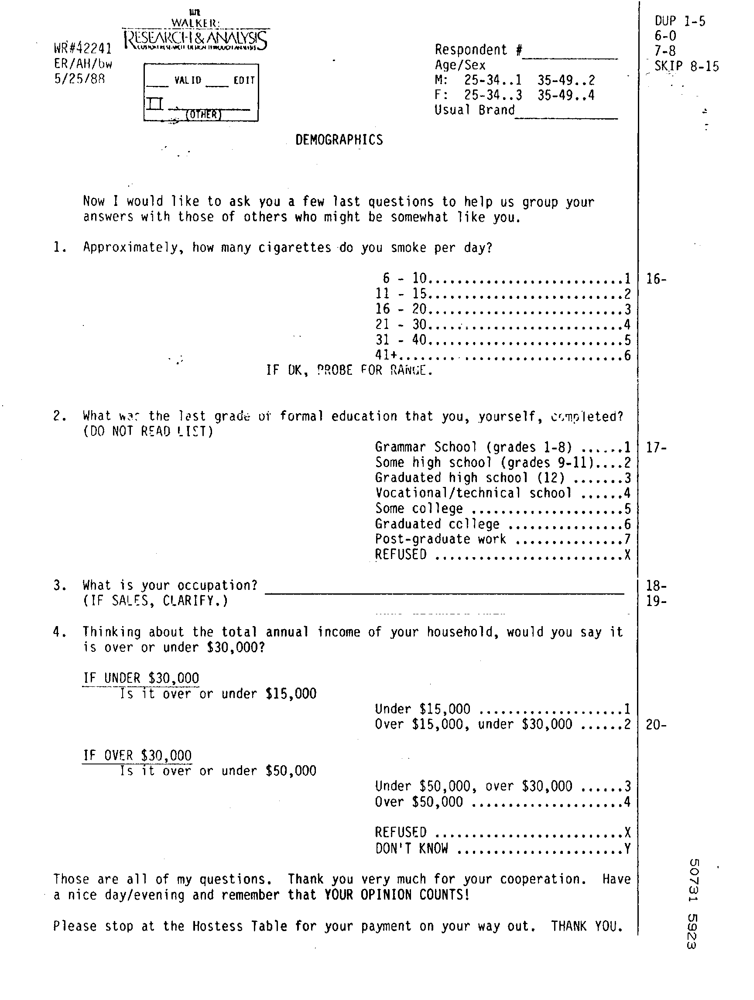 WALKER:
RESEARCH & ANALYSIS
WR#42241
ER/AH/bw
5/25/88
____ VALID ____ EDIT
II ____
(OTHER)
Respondent #____________
Age/Sex
M: 25-34..1 35-49..2
F: 25-34..3 35-49..4
Usual Brand____________
DUP 1-5
6-0
7-8
SKIP 8-15
DEMOGRAPHICS
Now I would like to ask you a few last questions to help us group your
answers with those of others who might be somewhat like you.
1. Approximately, how many cigarettes do you smoke per day?
6 - 10...........................1 16-
11 - 15...........................2
16 - 20...........................3
21 - 30...........................4
31 - 40...........................5
41+...............................6
IF DK, PROBE FOR RANGE.
2. What was the last grade of formal education that you, yourself, completed?
(DO NOT READ LIST)
Grammar School (grades 1-8) ......1 17-
Some high school (grades 9-11)....2
Graduated high school (12) .......3
Vocational/technical school ......4
Some college .....................5
Graduated college ................6
Post-graduate work ...............7
REFUSED ..........................X
3. What is your occupation? ____________ 18-
(IF SALES, CLARIFY.) 19-
4. Thinking about the total annual income of your household, would you say it
is over or under $30,000?
IF UNDER $30,000
Is it over or under $15,000
Under $15,000 ....................1
Over $15,000, under $30,000 ......2 20-
IF OVER $30,000
Is it over or under $50,000
Under $50,000, over $30,000 ......3
Over $50,000 .....................4
REFUSED ..........................X
DON'T KNOW .......................Y
Those are all of my questions. Thank you very much for your cooperation. Have
a nice day/evening and remember that YOUR OPINION COUNTS!
Please stop at the Hostess Table for your payment on your way out. THANK YOU.
50731 5923